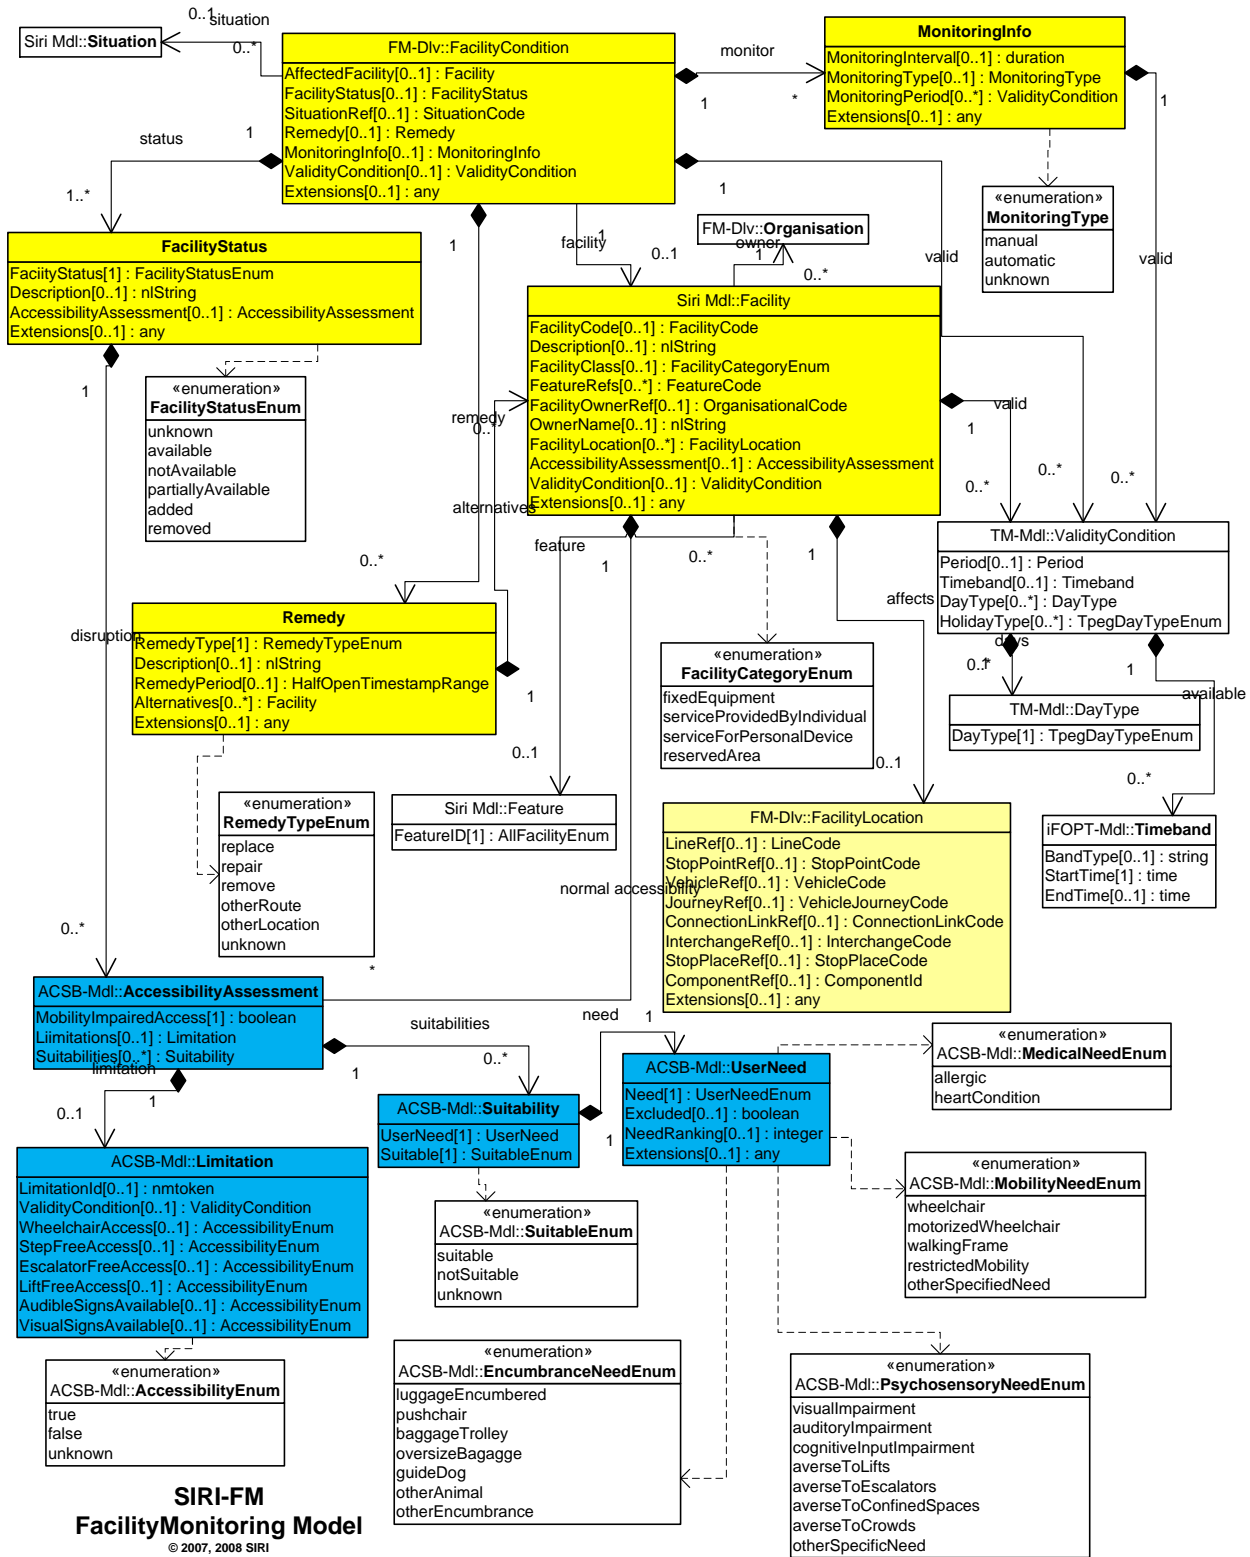 0..1
situation
Siri Mdl::Situation
0..*
FM-Dlv::FacilityCondition
AffectedFacility[0..1] : Facility
FacilityStatus[0..1] : FacilityStatus
SituationRef[0..1] : SituationCode
Remedy[0..1] : Remedy
MonitoringInfo[0..1] : MonitoringInfo
ValidityCondition[0..1] : ValidityCondition
Extensions[0..1] : any
monitor
1
*
MonitoringInfo
MonitoringInterval[0..1] : duration
MonitoringType[0..1] : MonitoringType
MonitoringPeriod[0..*] : ValidityCondition
Extensions[0..1] : any
1
status
1
1..*
1
1
facility
1
0..1
FM-Dlv::Organisation
owner
1
0..*
valid
valid
«enumeration»
MonitoringType
manual
automatic
unknown
FacilityStatus
FaciityStatus[1] : FacilityStatusEnum
Description[0..1] : nlString
AccessibilityAssessment[0..1] : AccessibilityAssessment
Extensions[0..1] : any
1
«enumeration»
FacilityStatusEnum
unknown
available
notAvailable
partiallyAvailable
added
removed
Siri Mdl::Facility
FacilityCode[0..1] : FacilityCode
Description[0..1] : nlString
FacilityClass[0..1] : FacilityCategoryEnum
FeatureRefs[0..*] : FeatureCode
FacilityOwnerRef[0..1] : OrganisationalCode
OwnerName[0..1] : nlString
FacilityLocation[0..*] : FacilityLocation
AccessibilityAssessment[0..1] : AccessibilityAssessment
ValidityCondition[0..1] : ValidityCondition
Extensions[0..1] : any
remedy
0..*
valid
1
0..*
0..*
0..*
alternatives
feature
0..*
1
0..*
1
TM-Mdl::ValidityCondition
Period[0..1] : Period
Timeband[0..1] : Timeband
DayType[0..*] : DayType
HolidayType[0..*] : TpegDayTypeEnum
affects
days
0..*
1
1
available
disruption
Remedy
RemedyType[1] : RemedyTypeEnum
Description[0..1] : nlString
RemedyPeriod[0..1] : HalfOpenTimestampRange
Alternatives[0..*] : Facility
Extensions[0..1] : any
1
«enumeration»
FacilityCategoryEnum
fixedEquipment
serviceProvidedByIndividual
serviceForPersonalDevice
reservedArea
TM-Mdl::DayType
DayType[1] : TpegDayTypeEnum
0..1
0..1
0..*
«enumeration»
RemedyTypeEnum
replace
repair
remove
otherRoute
otherLocation
unknown
Siri Mdl::Feature
FeatureID[1] : AllFacilityEnum
FM-Dlv::FacilityLocation
LineRef[0..1] : LineCode
StopPointRef[0..1] : StopPointCode
VehicleRef[0..1] : VehicleCode
JourneyRef[0..1] : VehicleJourneyCode
ConnectionLinkRef[0..1] : ConnectionLinkCode
InterchangeRef[0..1] : InterchangeCode
StopPlaceRef[0..1] : StopPlaceCode
ComponentRef[0..1] : ComponentId
Extensions[0..1] : any
iFOPT-Mdl::Timeband
BandType[0..1] : string
StartTime[1] : time
EndTime[0..1] : time
normal accessibility
0..*
*
ACSB-Mdl::AccessibilityAssessment
MobilityImpairedAccess[1] : boolean
Liimitations[0..1] : Limitation
Suitabilities[0..*] : Suitability
limitation
1
0..1
suitabilities
1
0..*
need
1
1
ACSB-Mdl::Suitability
UserNeed[1] : UserNeed
Suitable[1] : SuitableEnum
ACSB-Mdl::UserNeed
Need[1] : UserNeedEnum
Excluded[0..1] : boolean
NeedRanking[0..1] : integer
Extensions[0..1] : any
«enumeration»
ACSB-Mdl::MedicalNeedEnum
allergic
heartCondition
ACSB-Mdl::Limitation
LimitationId[0..1] : nmtoken
ValidityCondition[0..1] : ValidityCondition
WheelchairAccess[0..1] : AccessibilityEnum
StepFreeAccess[0..1] : AccessibilityEnum
EscalatorFreeAccess[0..1] : AccessibilityEnum
LiftFreeAccess[0..1] : AccessibilityEnum
AudibleSignsAvailable[0..1] : AccessibilityEnum
VisualSignsAvailable[0..1] : AccessibilityEnum
«enumeration»
ACSB-Mdl::SuitableEnum
suitable
notSuitable
unknown
«enumeration»
ACSB-Mdl::MobilityNeedEnum
wheelchair
motorizedWheelchair
walkingFrame
restrictedMobility
otherSpecifiedNeed
«enumeration»
ACSB-Mdl::AccessibilityEnum
true
false
unknown
«enumeration»
ACSB-Mdl::EncumbranceNeedEnum
luggageEncumbered
pushchair
baggageTrolley
oversizeBagagge
guideDog
otherAnimal
otherEncumbrance
«enumeration»
ACSB-Mdl::PsychosensoryNeedEnum
visualImpairment
auditoryImpairment
cognitiveInputImpairment
averseToLifts
averseToEscalators
averseToConfinedSpaces
averseToCrowds
otherSpecificNeed
SIRI-FM
FacilityMonitoring Model
© 2007, 2008 SIRI